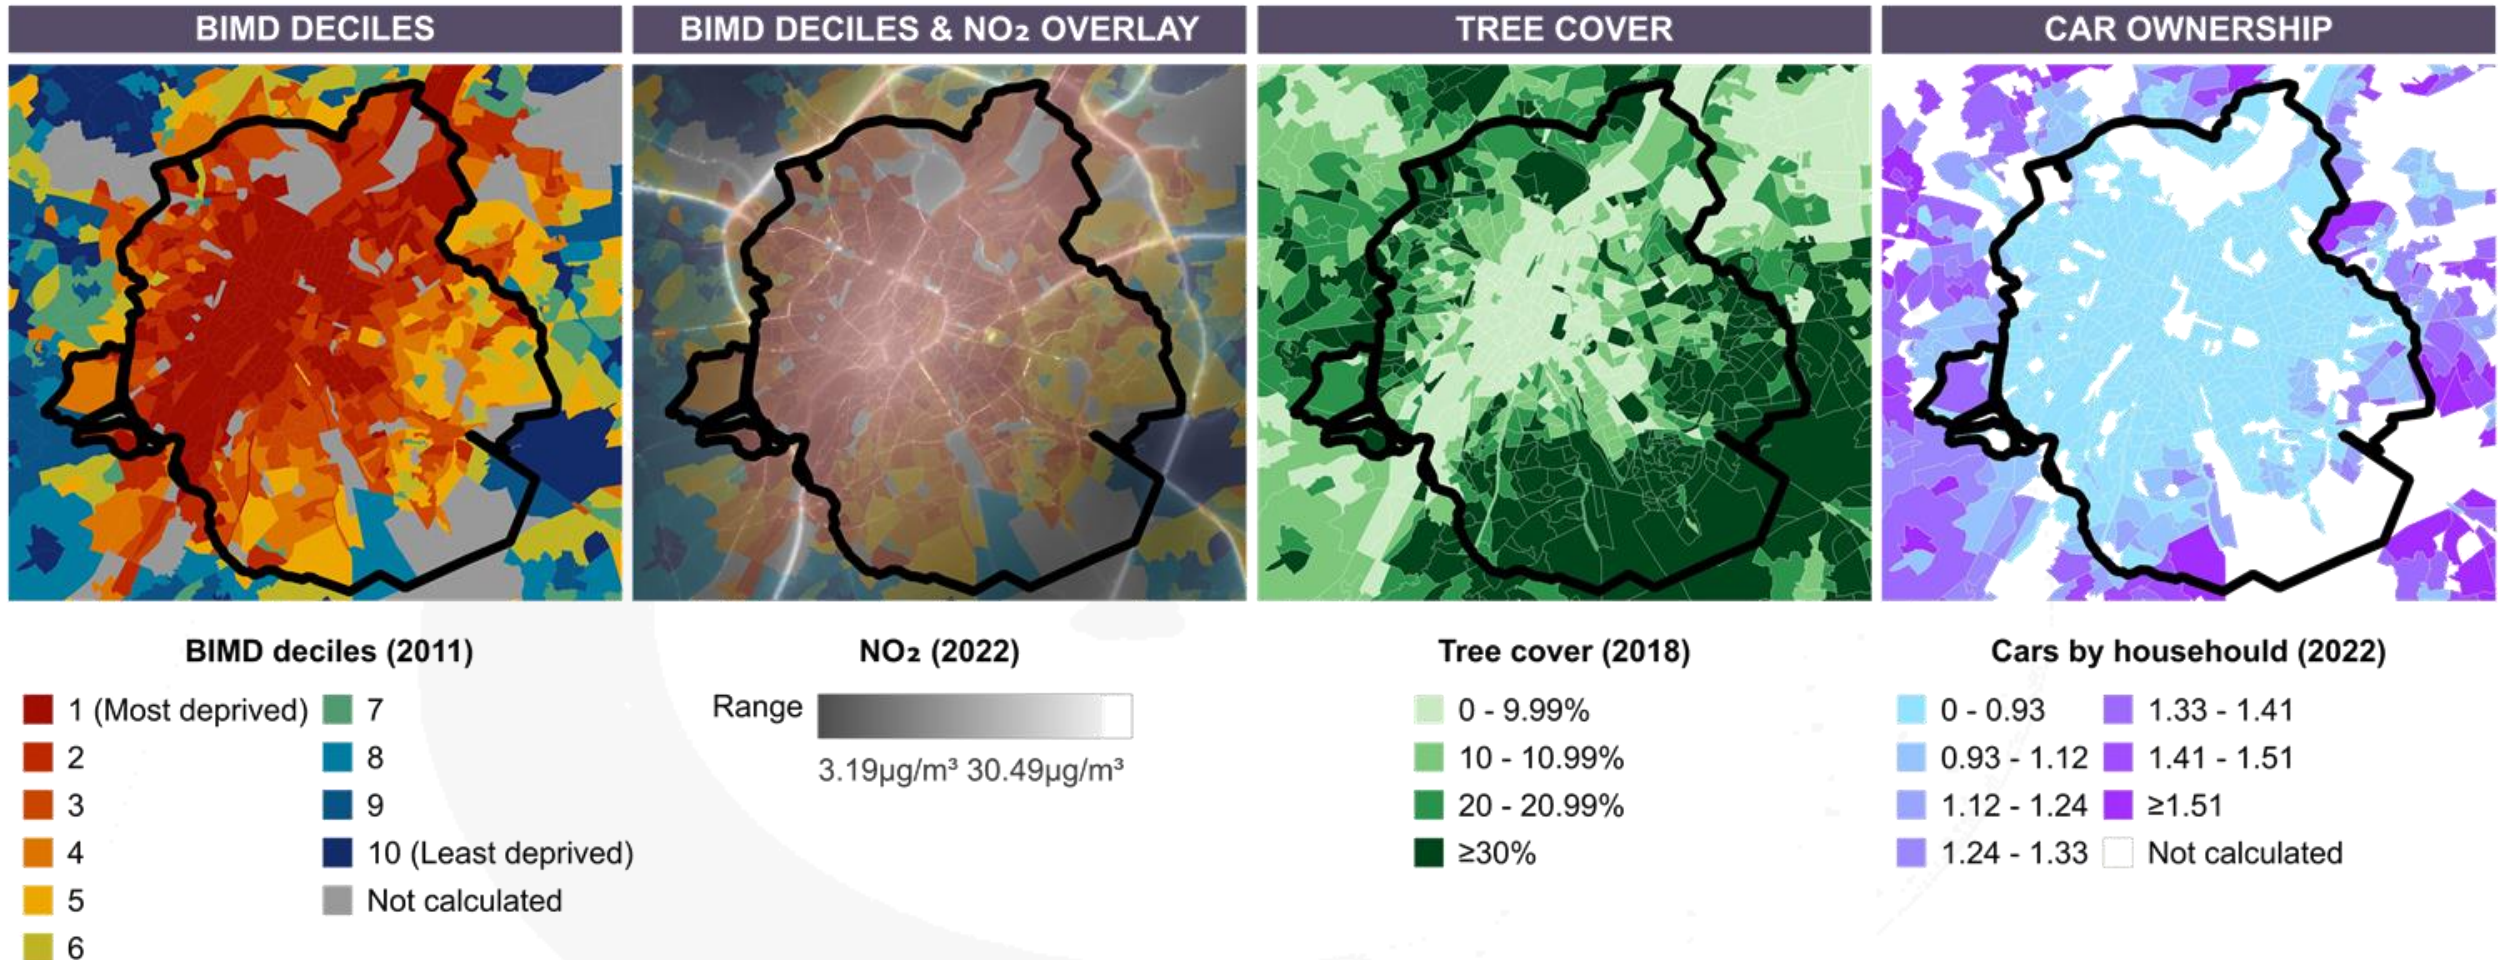 BIMD DECILES
BIMD DECILES & NO₂ OVERLAY
TREE COVER
CAR OWNERSHIP
BIMD deciles (2011)
1 (Most deprived)
2
3
4
5
6
7
8
9
10 (Least deprived)
Not calculated
NO₂ (2022)
Range
3.19µg/m³ 30.49µg/m³
Tree cover (2018)
0 - 9.99%
10 - 10.99%
20 - 20.99%
≥30%
Cars by househould (2022)
0 - 0.93
0.93 - 1.12
1.12 - 1.24
1.24 - 1.33
1.33 - 1.41
1.41 - 1.51
≥1.51
Not calculated